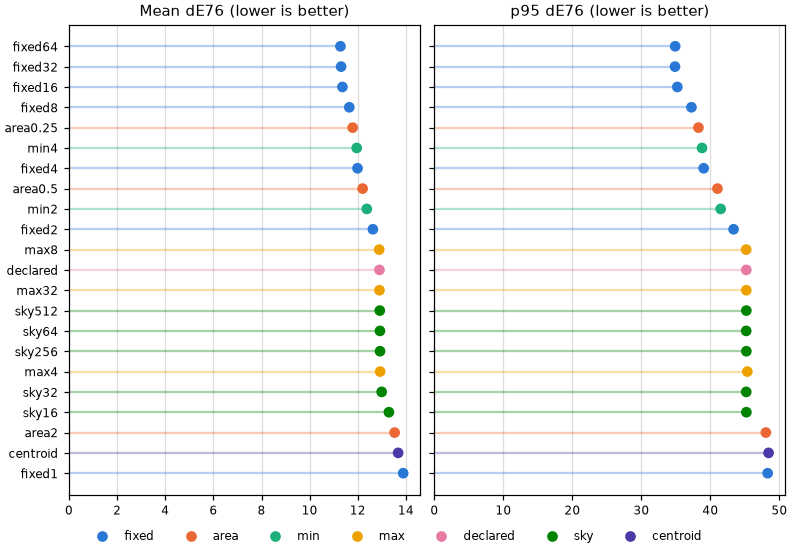 Mean dE76 (lower is better)
p95 dE76 (lower is better)
fixed64
fixed32
fixed16
fixed8
area0.25
min4
fixed4
area0.5
min2
fixed2
max8
declared
max32
sky512
sky64
sky256
max4
sky32
sky16
area2
centroid
fixed1
0 2 4 6 8 10 12 14
0 10 20 30 40 50
fixed area min max declared sky centroid